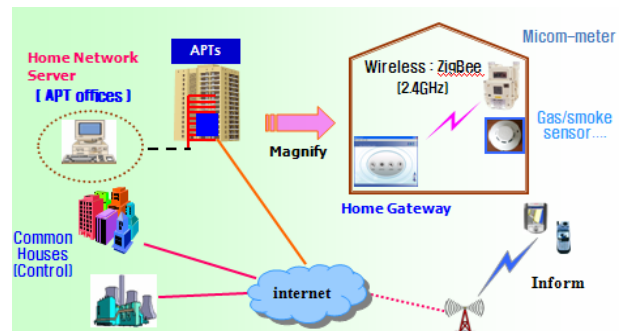 Home Network
Server
( APT offices )
APTs
Magnify
Wireless : ZigBee
(2.4GHz)
Micom-meter
Gas/smoke
sensor....
Home Gateway
Common
Houses
(Control)
internet
Inform